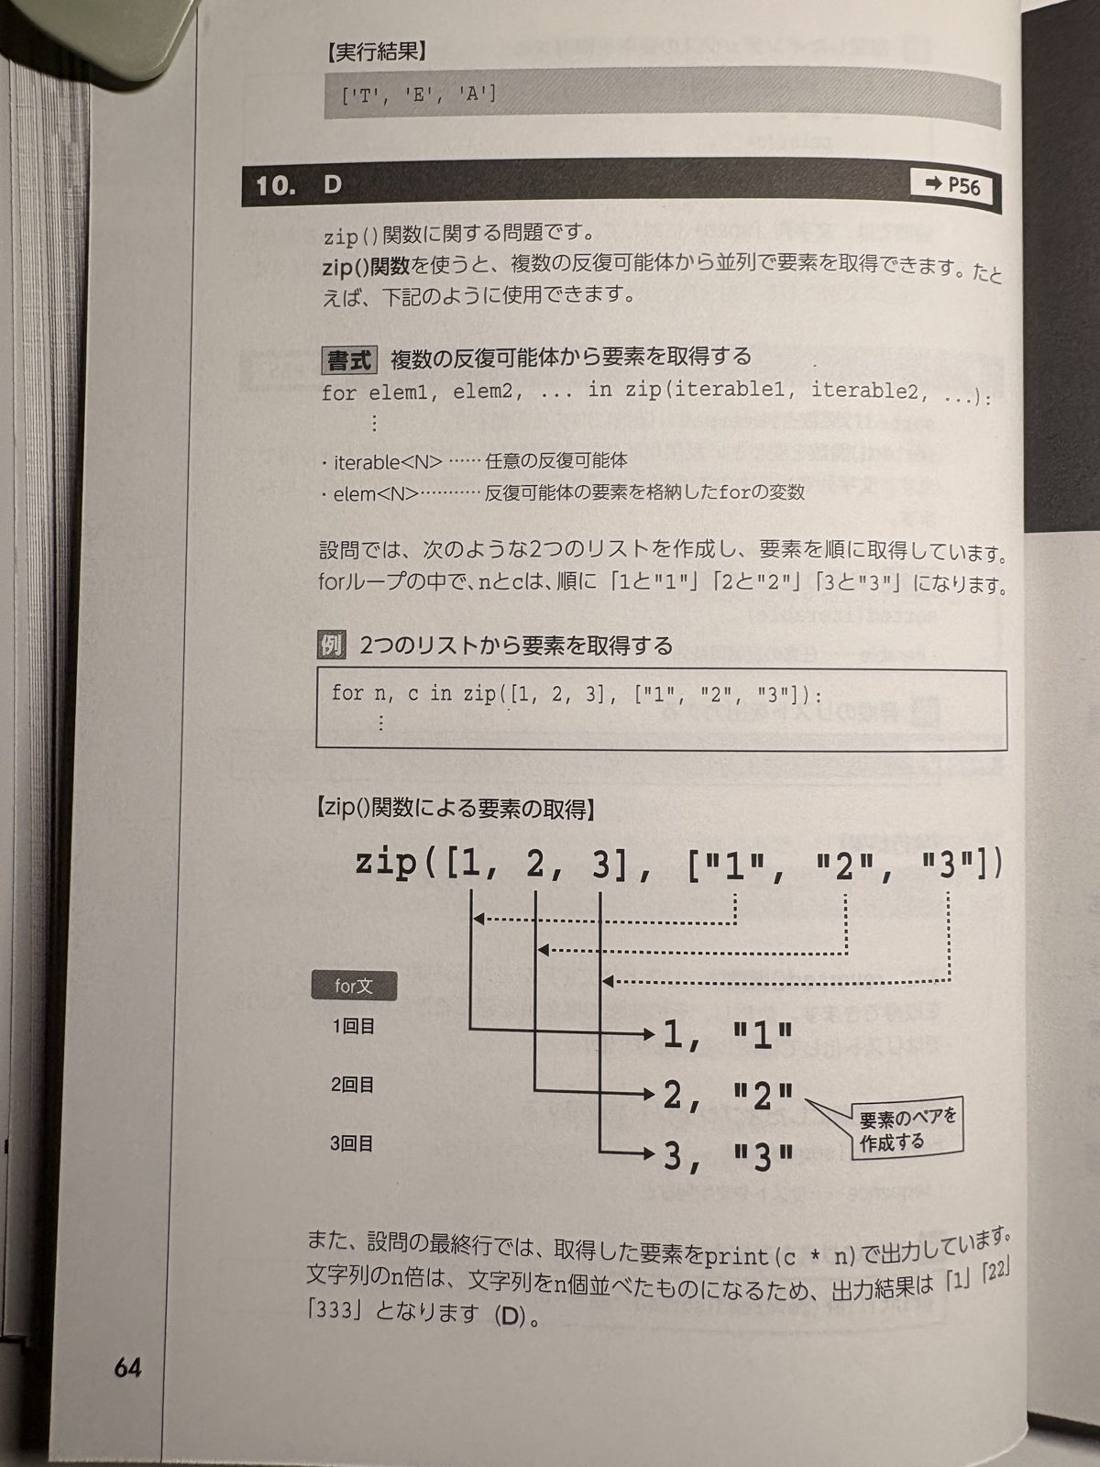 【実行結果】
['T', 'E', 'A']
10. D
➡ P56
zip()関数に関する問題です。
zip()関数を使うと、複数の反復可能体から並列で要素を取得できます。たと
えば、下記のように使用できます。
書式 複数の反復可能体から要素を取得する
for elem1, elem2, ... in zip(iterable1, iterable2, ...):
⋮
・iterable<N> …… 任意の反復可能体
・elem<N>………… 反復可能体の要素を格納したforの変数
設問では、次のような2つのリストを作成し、要素を順に取得しています。
forループの中で、nとcは、順に「1と"1"」「2と"2"」「3と"3"」になります。
例 2つのリストから要素を取得する
for n, c in zip([1, 2, 3], ["1", "2", "3"]):
⋮
【zip()関数による要素の取得】
zip([1, 2, 3], ["1", "2", "3"])
for文
1回目
1, "1"
2回目
2, "2"
要素のペアを
作成する
3回目
3, "3"
また、設問の最終行では、取得した要素をprint(c * n)で出力しています。
文字列のn倍は、文字列をn個並べたものになるため、出力結果は「1」「22」
「333」となります（D）。
64